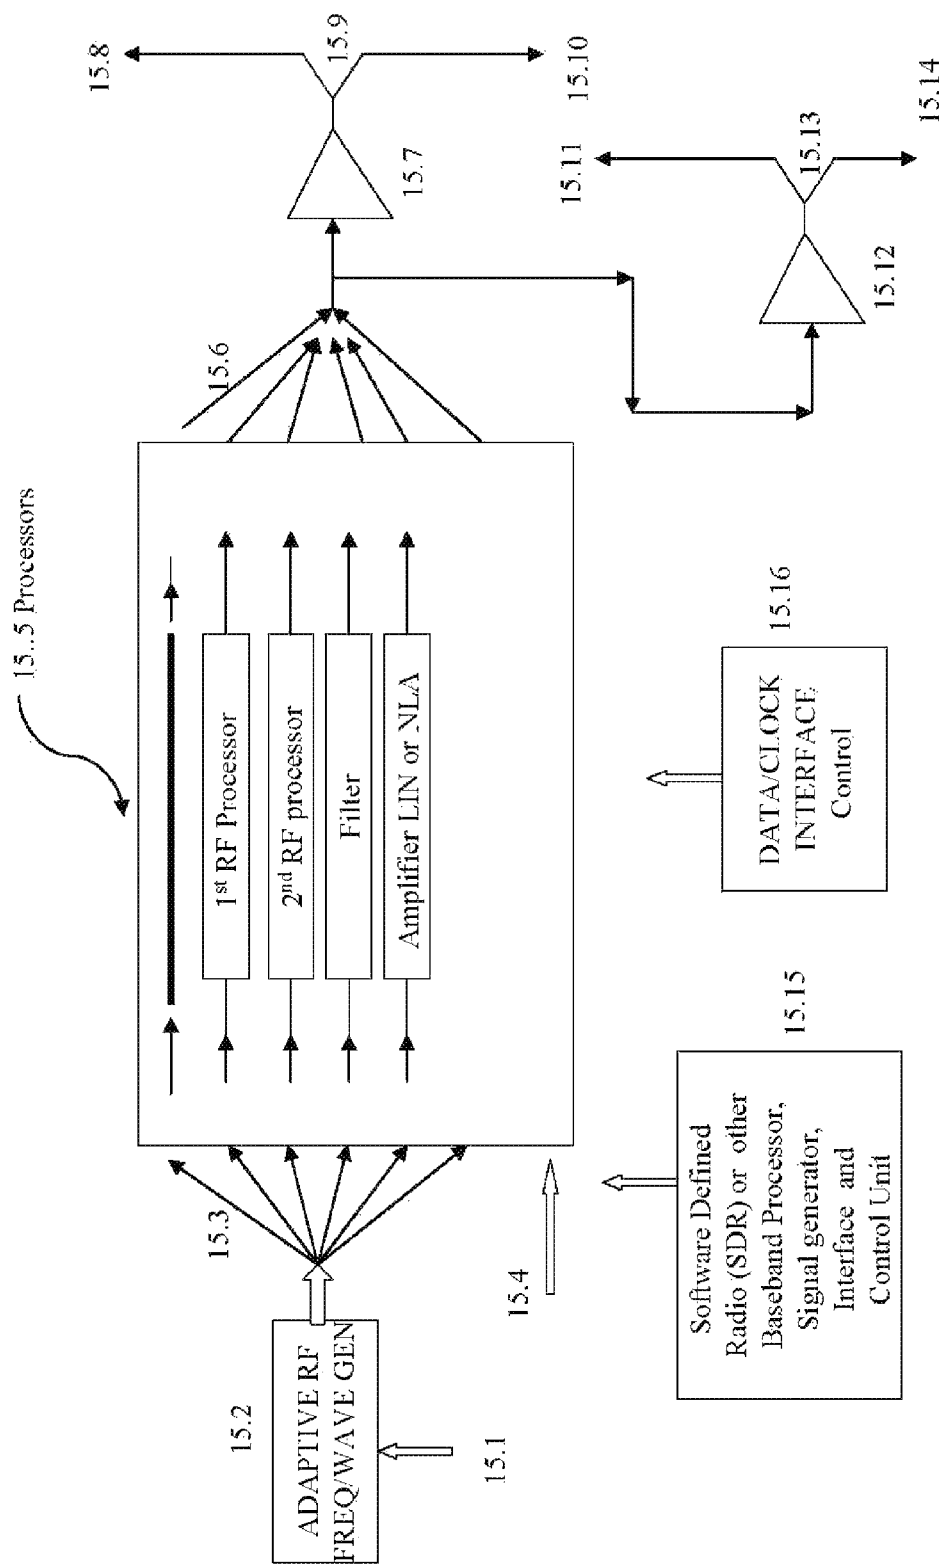 15.1
15.2
ADAPTIVE RF
FREQ/WAVE GEN
15.3
15.4
15..5 Processors
1st RF Processor
2nd RF processor
Filter
Amplifier LIN or NLA
15.6
15.7
15.8
15.9
15.10
15.11
15.12
15.13
15.14
15.15
Software Defined
Radio (SDR) or other
Baseband Processor,
Signal generator,
Interface and
Control Unit
15.16
DATA/CLOCK
INTERFACE
Control